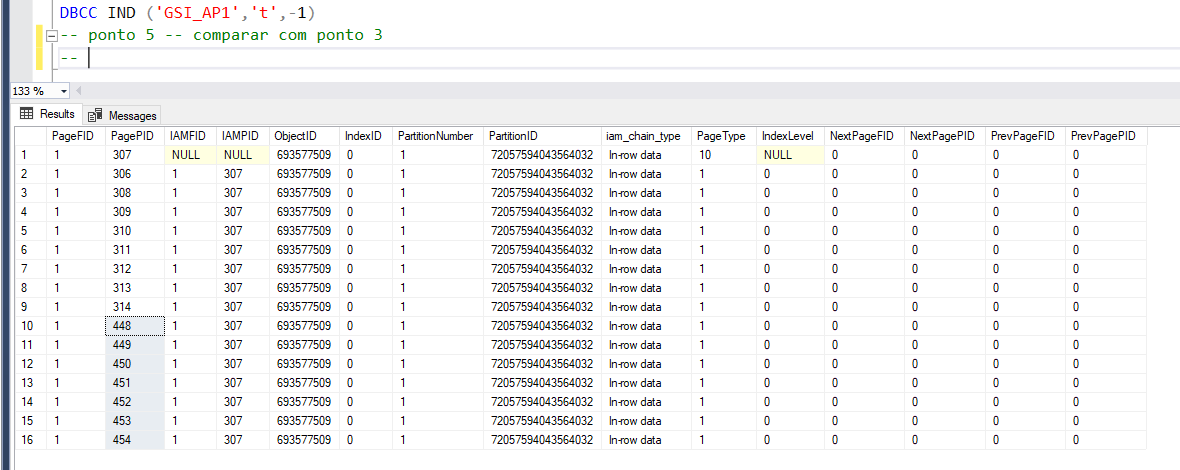 DBCC IND ('GSI_AP1','t',-1)
-- ponto 5 -- comparar com ponto 3
--
133 %
Results Messages
PageFID PagePID IAMFID IAMPID ObjectID IndexID PartitionNumber PartitionID iam_chain_type PageType IndexLevel NextPageFID NextPagePID PrevPageFID PrevPagePID
1 1 307 NULL NULL 693577509 0 1 72057594043564032 In-row data 10 NULL 0 0 0 0
2 1 306 1 307 693577509 0 1 72057594043564032 In-row data 1 0 0 0 0 0
3 1 308 1 307 693577509 0 1 72057594043564032 In-row data 1 0 0 0 0 0
4 1 309 1 307 693577509 0 1 72057594043564032 In-row data 1 0 0 0 0 0
5 1 310 1 307 693577509 0 1 72057594043564032 In-row data 1 0 0 0 0 0
6 1 311 1 307 693577509 0 1 72057594043564032 In-row data 1 0 0 0 0 0
7 1 312 1 307 693577509 0 1 72057594043564032 In-row data 1 0 0 0 0 0
8 1 313 1 307 693577509 0 1 72057594043564032 In-row data 1 0 0 0 0 0
9 1 314 1 307 693577509 0 1 72057594043564032 In-row data 1 0 0 0 0 0
10 1 448 1 307 693577509 0 1 72057594043564032 In-row data 1 0 0 0 0 0
11 1 449 1 307 693577509 0 1 72057594043564032 In-row data 1 0 0 0 0 0
12 1 450 1 307 693577509 0 1 72057594043564032 In-row data 1 0 0 0 0 0
13 1 451 1 307 693577509 0 1 72057594043564032 In-row data 1 0 0 0 0 0
14 1 452 1 307 693577509 0 1 72057594043564032 In-row data 1 0 0 0 0 0
15 1 453 1 307 693577509 0 1 72057594043564032 In-row data 1 0 0 0 0 0
16 1 454 1 307 693577509 0 1 72057594043564032 In-row data 1 0 0 0 0 0